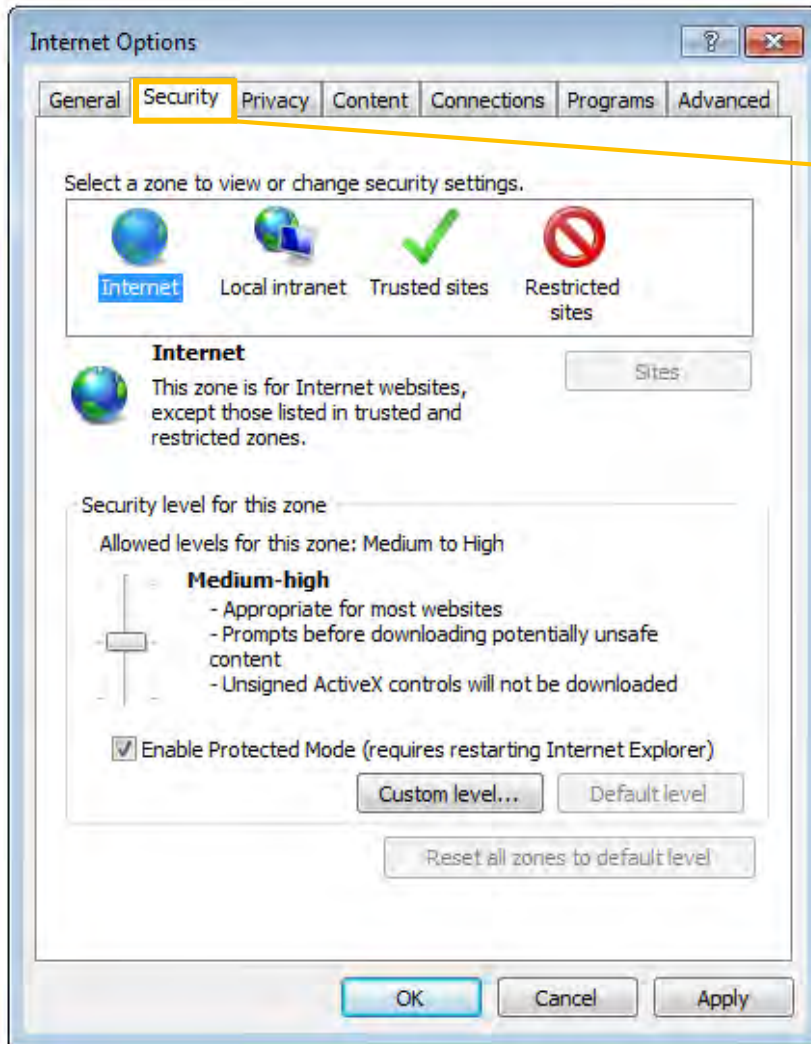 Internet Options
General Security Privacy Content Connections Programs Advanced
Select a zone to view or change security settings.
Internet Local intranet Trusted sites Restricted
sites
Internet
Sites
This zone is for Internet websites,
except those listed in trusted and
restricted zones.
Security level for this zone
Allowed levels for this zone: Medium to High
Medium-high
- Appropriate for most websites
- Prompts before downloading potentially unsafe
content
- Unsigned ActiveX controls will not be downloaded
Enable Protected Mode (requires restarting Internet Explorer)
Custom level... Default level
Reset all zones to default level
OK Cancel Apply